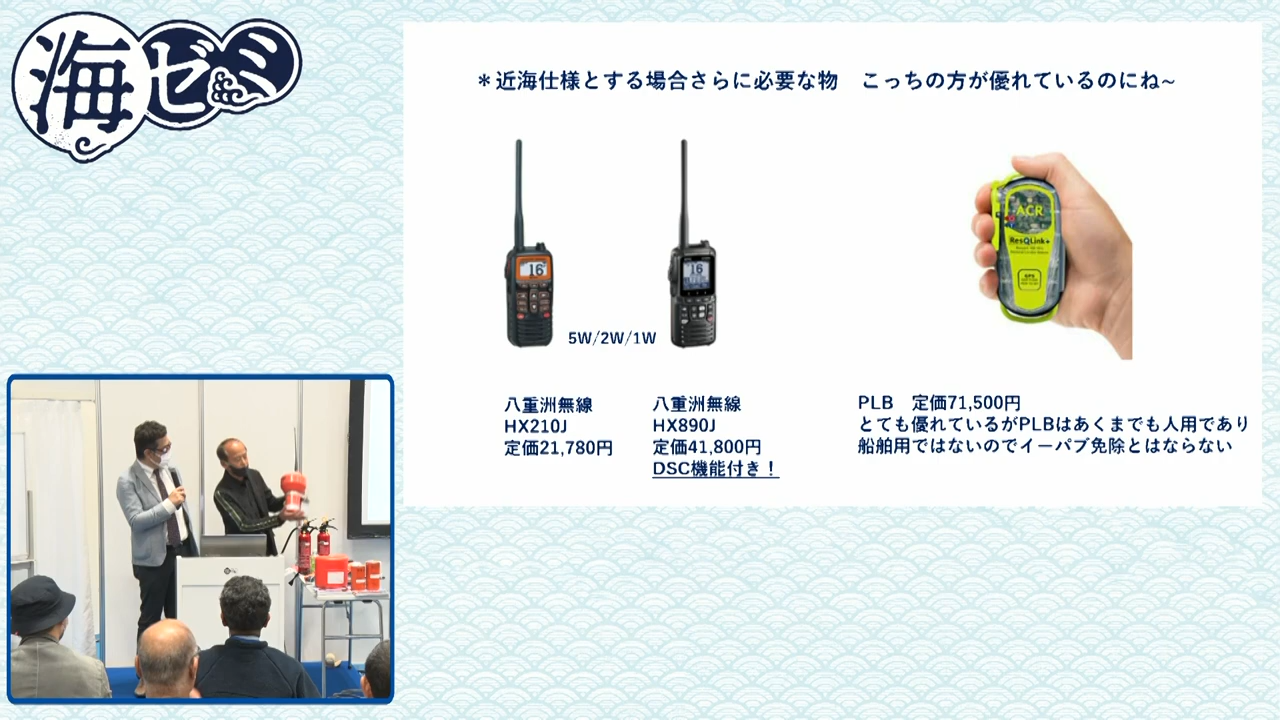 海ゼミ
＊近海仕様とする場合さらに必要な物　こっちの方が優れているのにね~
16
16
ACR
ResQLink+
GPS
5W/2W/1W
八重洲無線
HX210J
定価21,780円
八重洲無線
HX890J
定価41,800円
DSC機能付き！
PLB　定価71,500円
とても優れているがPLBはあくまでも人用であり
船舶用ではないのでイーパブ免除とはならない